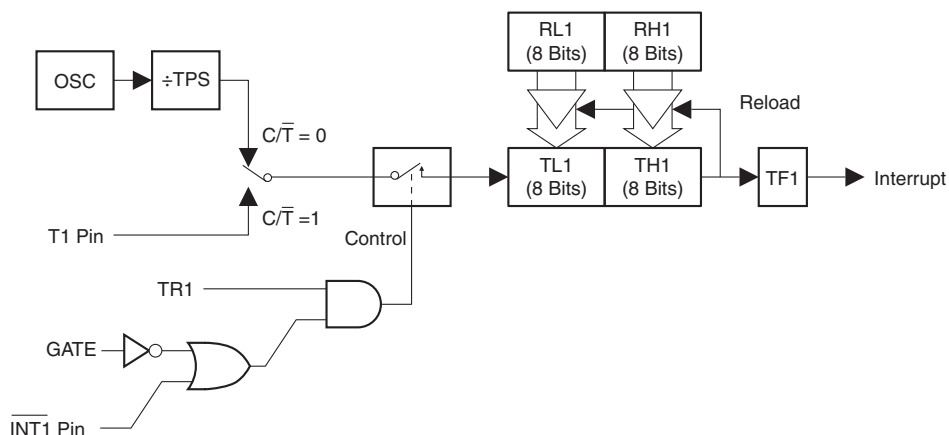 RL1
(8 Bits)
RH1
(8 Bits)
OSC
÷TPS
Reload
C/T̅ = 0
TL1
(8 Bits)
TH1
(8 Bits)
TF1
Interrupt
C/T̅ =1
T1 Pin
Control
TR1
GATE
I̅N̅T̅1̅ Pin